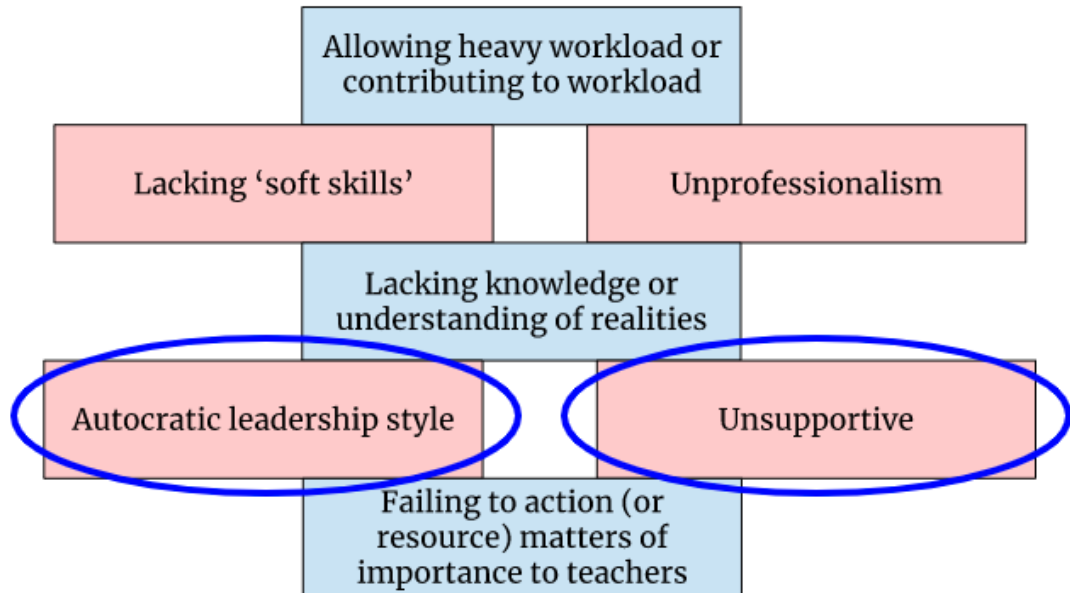 Allowing heavy workload or
contributing to workload
Lacking ‘soft skills’
Unprofessionalism
Lacking knowledge or
understanding of realities
Autocratic leadership style
Unsupportive
Failing to action (or
resource) matters of
importance to teachers